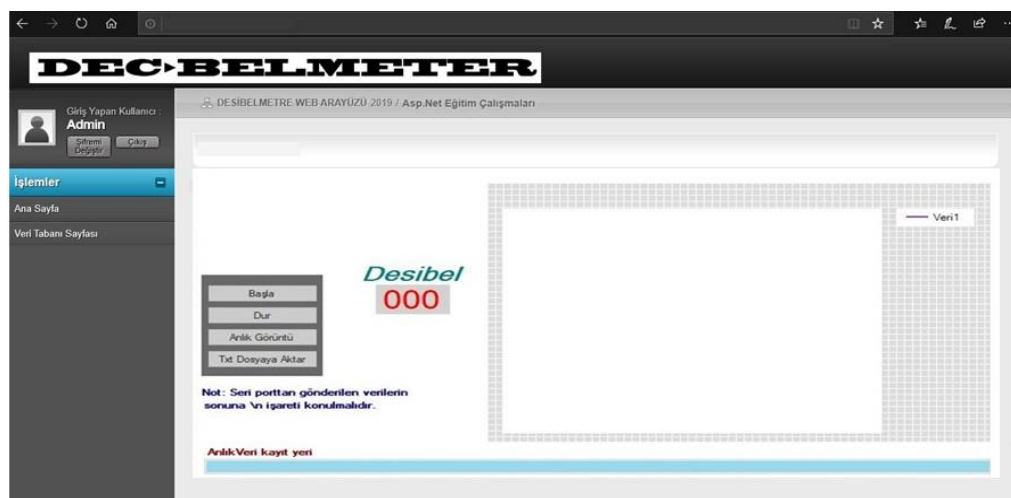 DEC▸BELMETER
Giriş Yapan Kullanıcı :
Admin
Şifremi
Değiştir
Çıkış
DESİBELMETRE WEB ARAYÜZÜ 2019 / Asp.Net Eğitim Çalışmaları
İşlemler
Ana Sayfa
Veri Tabanı Sayfası
Veri1
Desibel
000
Başla
Dur
Anlık Görüntü
Txt Dosyaya Aktar
Not: Seri porttan gönderilen verilerin
sonuna \n işareti konulmalıdır.
AnlıkVeri kayıt yeri